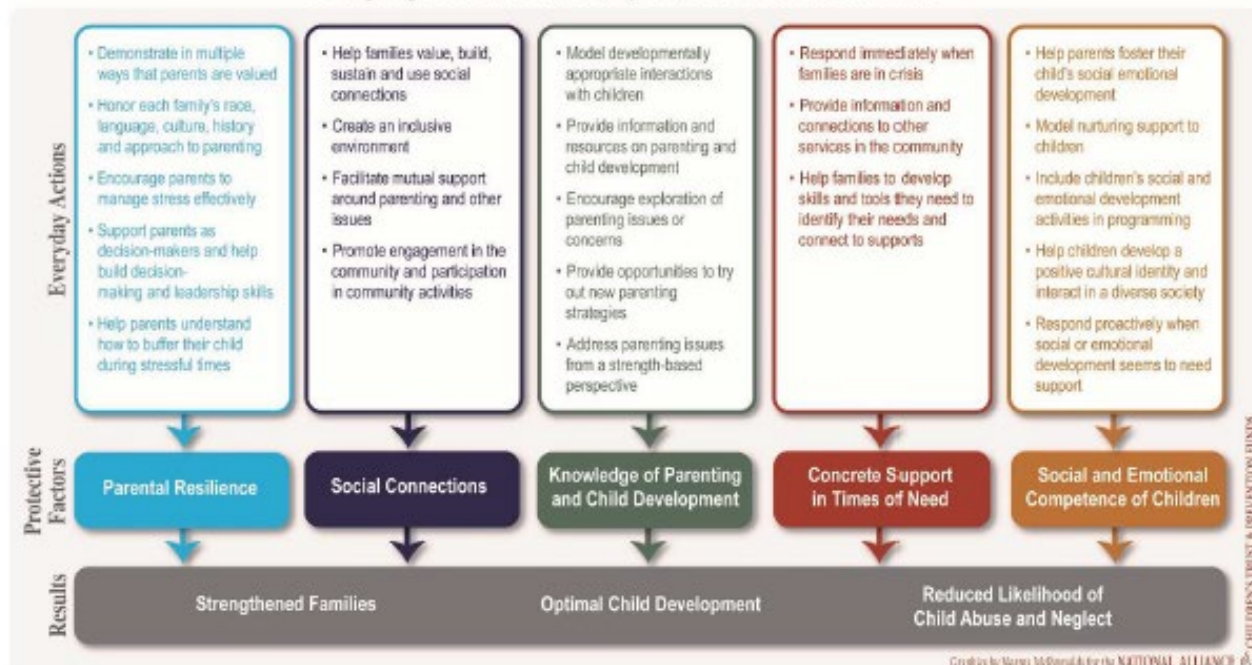 Everyday Actions
• Demonstrate in multiple
ways that parents are valued
• Honor each family's race,
language, culture, history
and approach to parenting
• Encourage parents to
manage stress effectively
• Support parents as
decision-makers and help
build decision-
making and leadership skills
• Help parents understand
how to buffer their child
during stressful times
• Help families value, build,
sustain and use social
connections
• Create an inclusive
environment
• Facilitate mutual support
around parenting and other
issues
• Promote engagement in the
community and participation
in community activities
• Model developmentally
appropriate interactions
with children
• Provide information and
resources on parenting and
child development
• Encourage exploration of
parenting issues or
concerns
• Provide opportunities to try
out new parenting
strategies
• Address parenting issues
from a strength-based
perspective
• Respond immediately when
families are in crisis
• Provide information and
connections to other
services in the community
• Help families to develop
skills and tools they need to
identify their needs and
connect to supports
• Help parents foster their
child's social emotional
development
• Model nurturing support to
children
• Include children's social and
emotional development
activities in programming
• Help children develop a
positive cultural identity and
interact in a diverse society
• Respond proactively when
social or emotional
development seems to need
support
Protective
Factors
Parental Resilience
Social Connections
Knowledge of Parenting
and Child Development
Concrete Support
in Times of Need
Social and Emotional
Competence of Children
Results
Strengthened Families
Optimal Child Development
Reduced Likelihood of
Child Abuse and Neglect
for the NATIONAL ALLIANCE of
CHILDREN'S TRUST & PREVENTION FUNDS